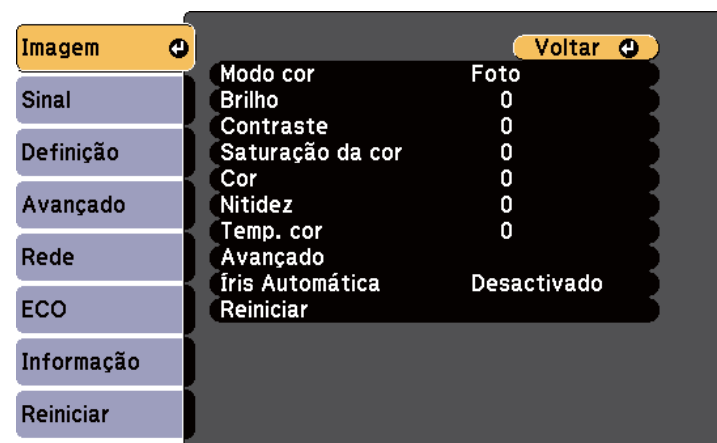 Imagem
Sinal
Definição
Avançado
Rede
ECO
Informação
Reiniciar
Voltar
Modo cor Foto
Brilho 0
Contraste 0
Saturação da cor 0
Cor 0
Nitidez 0
Temp. cor 0
Avançado
Íris Automática Desactivado
Reiniciar